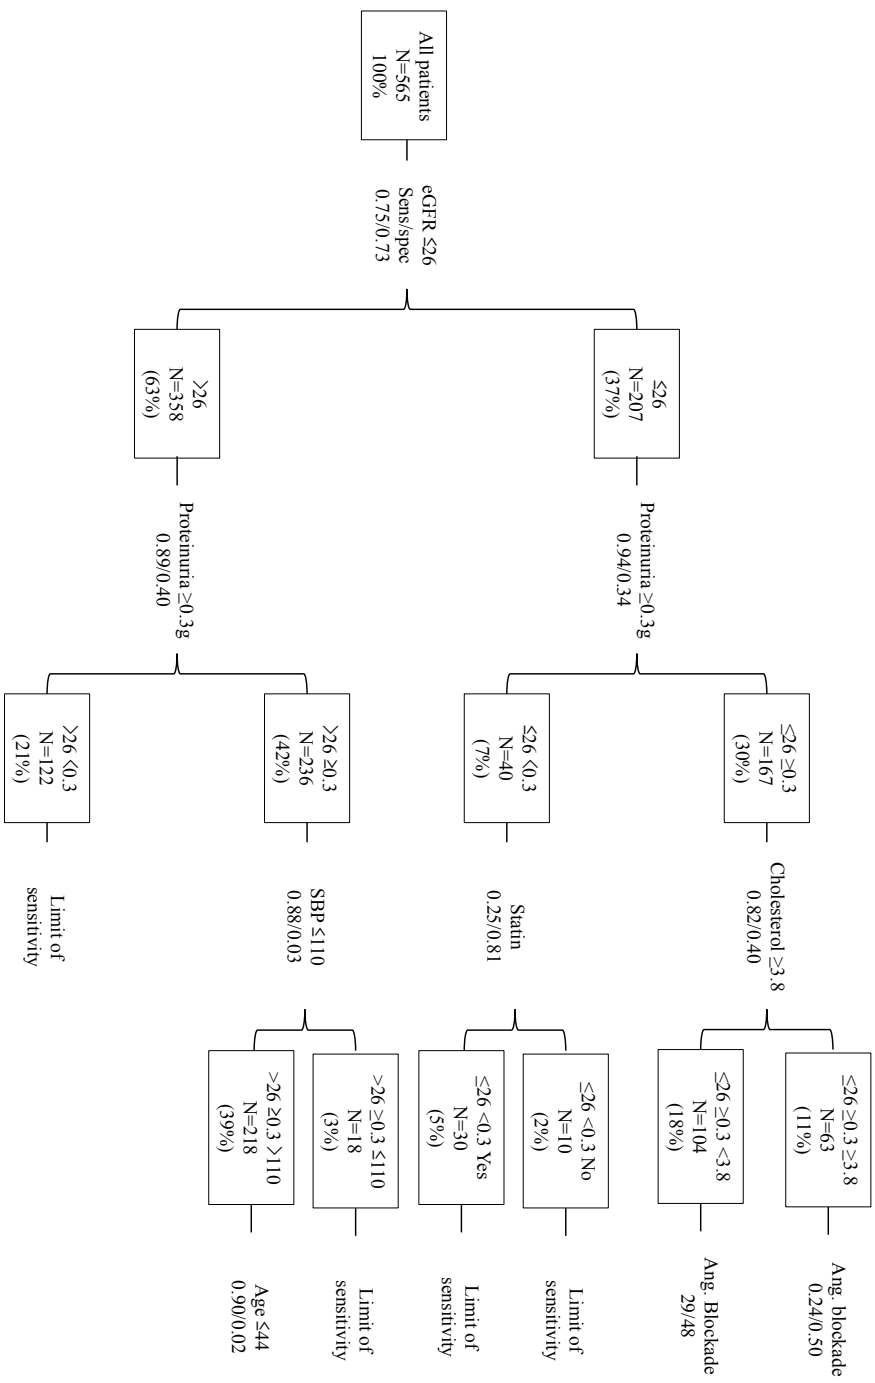 All patients
N=565
100%
eGFR ≤26
Sens/spec
0.75/0.73
≤26
N=207
(37%)
>26
N=358
(63%)
Proteinuria ≥0.3g
0.94/0.34
Proteinuria ≥0.3g
0.89/0.40
≤26 ≥0.3
N=167
(30%)
≤26 <0.3
N=40
(7%)
>26 ≥0.3
N=236
(42%)
>26 <0.3
N=122
(21%)
Cholesterol ≥3.8
0.82/0.40
Statin
0.25/0.81
SBP ≤110
0.88/0.03
Limit of
sensitivity
≤26 ≥0.3 ≥3.8
N=63
(11%)
≤26 ≥0.3 <3.8
N=104
(18%)
≤26 <0.3 No
N=10
(2%)
≤26 <0.3 Yes
N=30
(5%)
>26 ≥0.3 ≤110
N=18
(3%)
>26 ≥0.3 >110
N=218
(39%)
Ang. blockade
0.24/0.50
Ang. Blockade
29/48
Limit of
sensitivity
Limit of
sensitivity
Limit of
sensitivity
Age ≤44
0.90/0.02